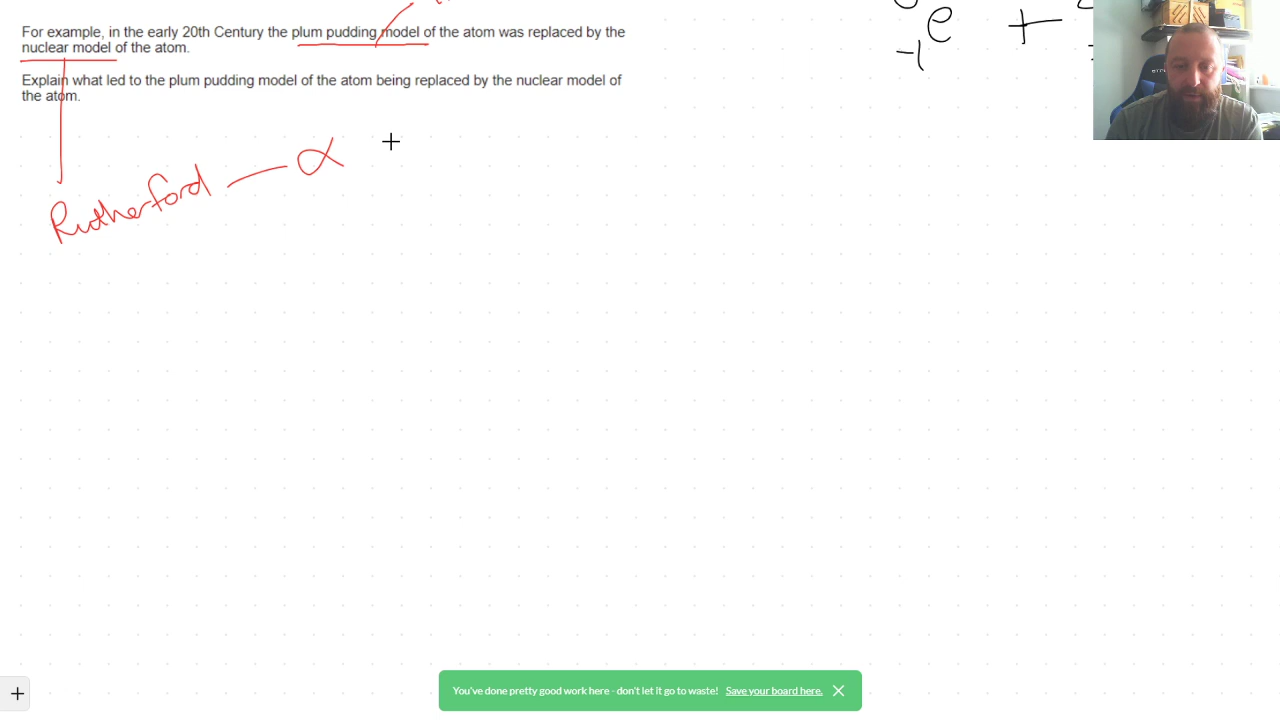 For example, in the early 20th Century the plum pudding model of the atom was replaced by the
nuclear model of the atom.
Explain what led to the plum pudding model of the atom being replaced by the nuclear model of
the atom.
e +
-1
Rutherford — α
You've done pretty good work here - don't let it go to waste! Save your board here.